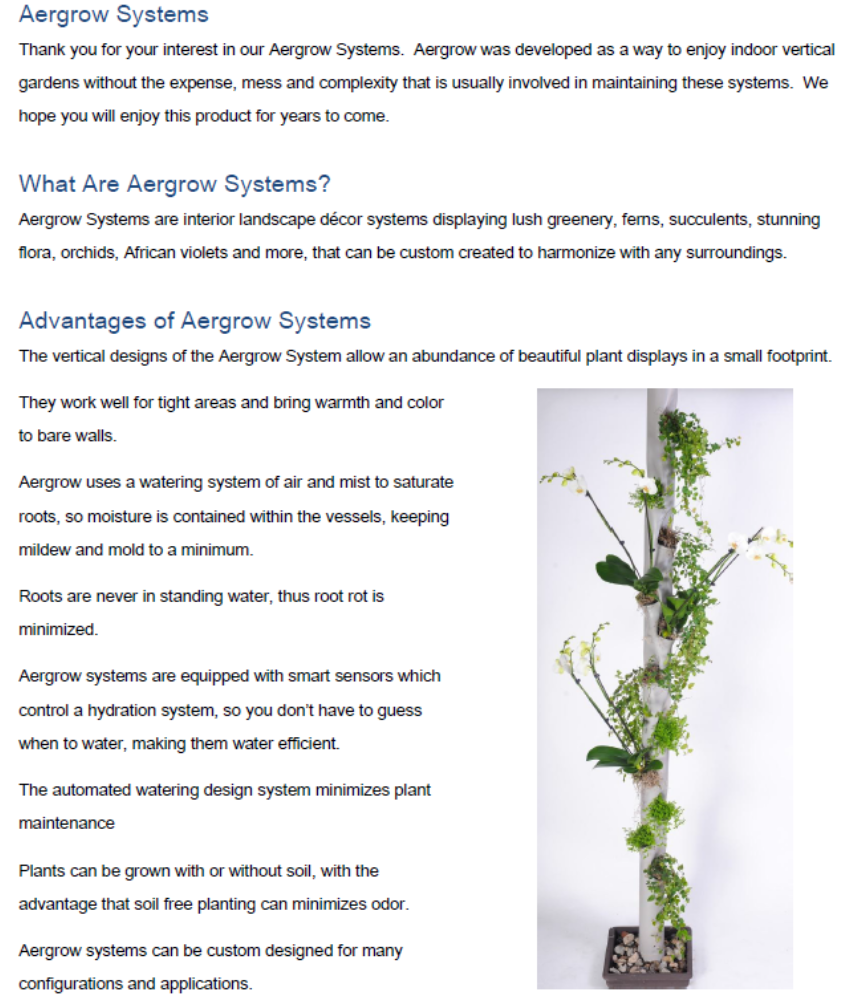 Aergrow Systems
Thank you for your interest in our Aergrow Systems.  Aergrow was developed as a way to enjoy indoor vertical
gardens without the expense, mess and complexity that is usually involved in maintaining these systems.  We
hope you will enjoy this product for years to come.
What Are Aergrow Systems?
Aergrow Systems are interior landscape décor systems displaying lush greenery, ferns, succulents, stunning
flora, orchids, African violets and more, that can be custom created to harmonize with any surroundings.
Advantages of Aergrow Systems
The vertical designs of the Aergrow System allow an abundance of beautiful plant displays in a small footprint.
They work well for tight areas and bring warmth and color
to bare walls.
Aergrow uses a watering system of air and mist to saturate
roots, so moisture is contained within the vessels, keeping
mildew and mold to a minimum.
Roots are never in standing water, thus root rot is
minimized.
Aergrow systems are equipped with smart sensors which
control a hydration system, so you don't have to guess
when to water, making them water efficient.
The automated watering design system minimizes plant
maintenance
Plants can be grown with or without soil, with the
advantage that soil free planting can minimizes odor.
Aergrow systems can be custom designed for many
configurations and applications.